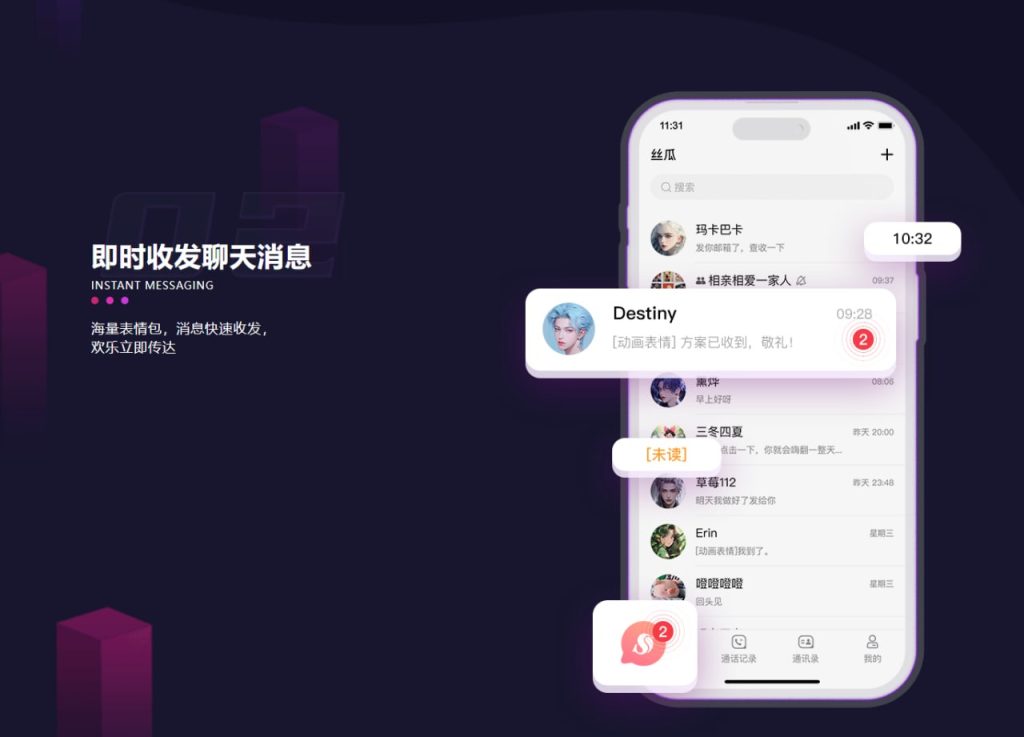 02
即时收发聊天消息
INSTANT MESSAGING
海量表情包，消息快速收发，
欢乐立即传达
11:31
丝瓜
搜索
玛卡巴卡
发你邮箱了，查收一下
10:32
相亲相爱一家人
09:37
Destiny
09:28
[动画表情] 方案已收到，敬礼！
2
08:06
早上好呀
三冬四夏
昨天 20:00
点击一下，你就会嗨翻一整天...
[未读]
草莓112
昨天 23:48
明天我做好了发给你
Erin
星期三
[动画表情]我到了。
噔噔噔噔
星期三
回头见
2
通话记录
通讯录
我的